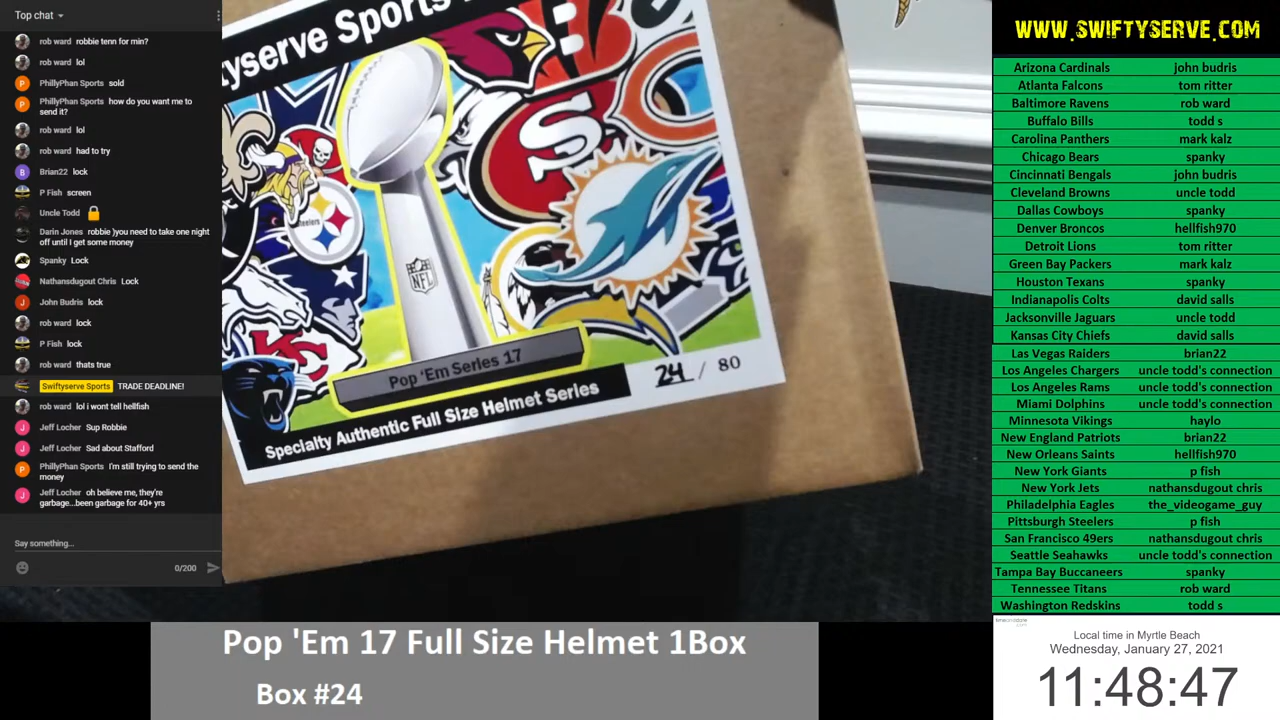 Top chat
rob ward robbie tenn for min?
rob ward lol
PhillyPhan Sports sold
PhillyPhan Sports how do you want me to
send it?
rob ward lol
rob ward had to try
Brian22 lock
P Fish screen
Uncle Todd 🔒
Darin Jones robbie )you need to take one night
off until I get some money
Spanky Lock
Nathansdugout Chris Lock
John Budris lock
rob ward lock
P Fish lock
rob ward thats true
Swiftyserve Sports TRADE DEADLINE!
rob ward lol i wont tell hellfish
Jeff Locher Sup Robbie
Jeff Locher Sad about Stafford
PhillyPhan Sports I'm still trying to send the
money
Jeff Locher oh believe me, they're
garbage...been garbage for 40+ yrs
Say something...
0/200
tyserve Sports
Steelers
NFL
Pop 'Em Series 17
24 / 80
Specialty Authentic Full Size Helmet Series
Pop 'Em 17 Full Size Helmet 1Box
Box #24
WWW.SWIFTYSERVE.COM
Arizona Cardinals john budris
Atlanta Falcons tom ritter
Baltimore Ravens rob ward
Buffalo Bills todd s
Carolina Panthers mark kalz
Chicago Bears spanky
Cincinnati Bengals john budris
Cleveland Browns uncle todd
Dallas Cowboys spanky
Denver Broncos hellfish970
Detroit Lions tom ritter
Green Bay Packers mark kalz
Houston Texans spanky
Indianapolis Colts david salls
Jacksonville Jaguars uncle todd
Kansas City Chiefs david salls
Las Vegas Raiders brian22
Los Angeles Chargers uncle todd's connection
Los Angeles Rams uncle todd's connection
Miami Dolphins uncle todd's connection
Minnesota Vikings haylo
New England Patriots brian22
New Orleans Saints hellfish970
New York Giants p fish
New York Jets nathansdugout chris
Philadelphia Eagles the_videogame_guy
Pittsburgh Steelers p fish
San Francisco 49ers nathansdugout chris
Seattle Seahawks uncle todd's connection
Tampa Bay Buccaneers spanky
Tennessee Titans rob ward
Washington Redskins todd s
Local time in Myrtle Beach
Wednesday, January 27, 2021
11:48:47